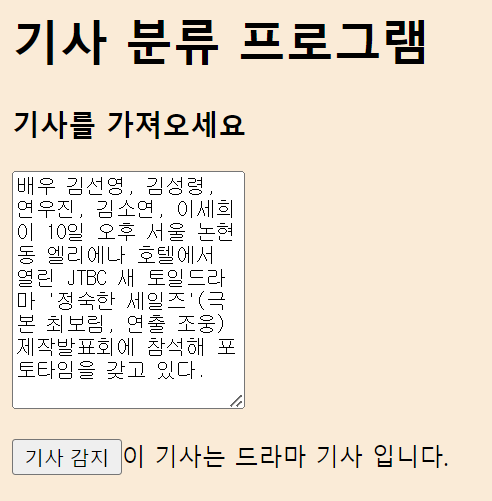 기사 분류 프로그램
기사를 가져오세요
배우 김선영, 김성령,
연우진, 김소연, 이세희
이 10일 오후 서울 논현
동 엘리에나 호텔에서
열린 JTBC 새 토일드라
마 '정숙한 세일즈'(극
본 최보림, 연출 조웅)
제작발표회에 참석해 포
토타임을 갖고 있다.
기사 감지이 기사는 드라마 기사 입니다.